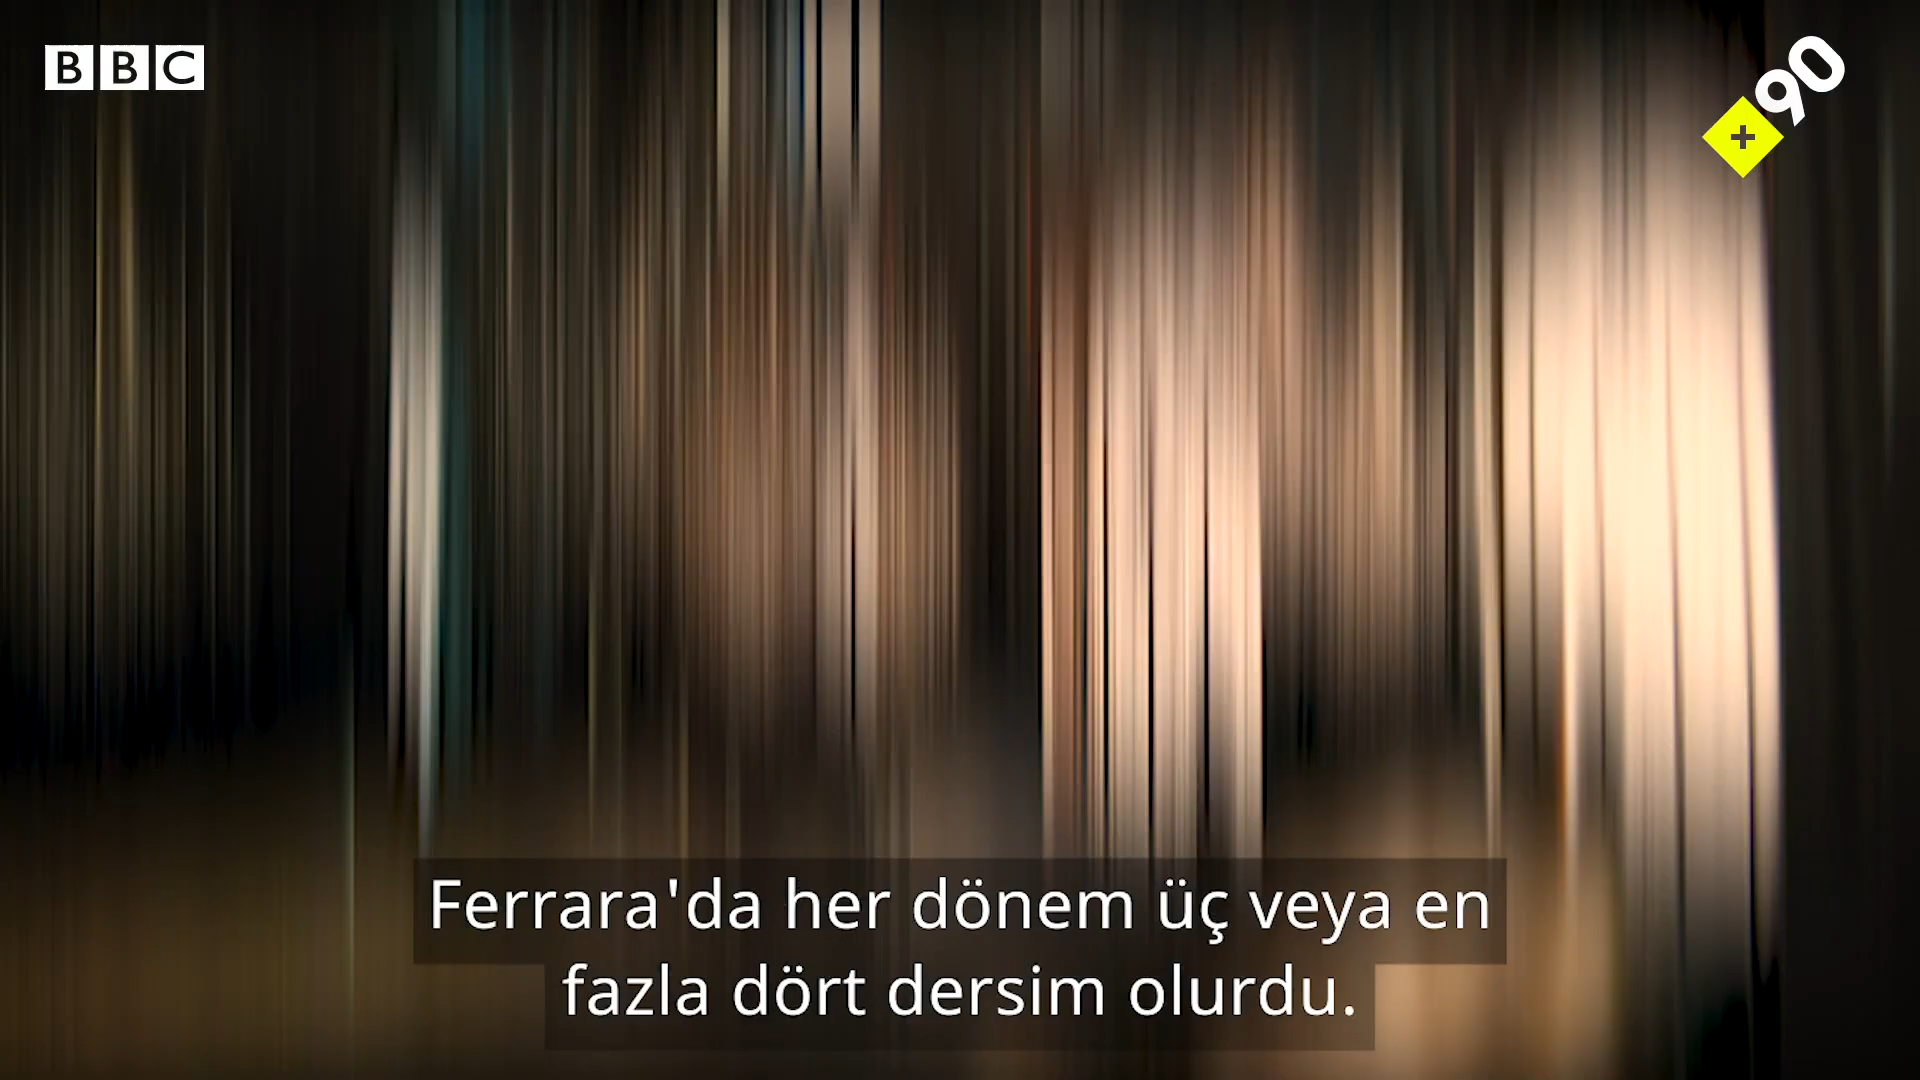 BBC
+90
Ferrara'da her dönem üç veya en
fazla dört dersim olurdu.